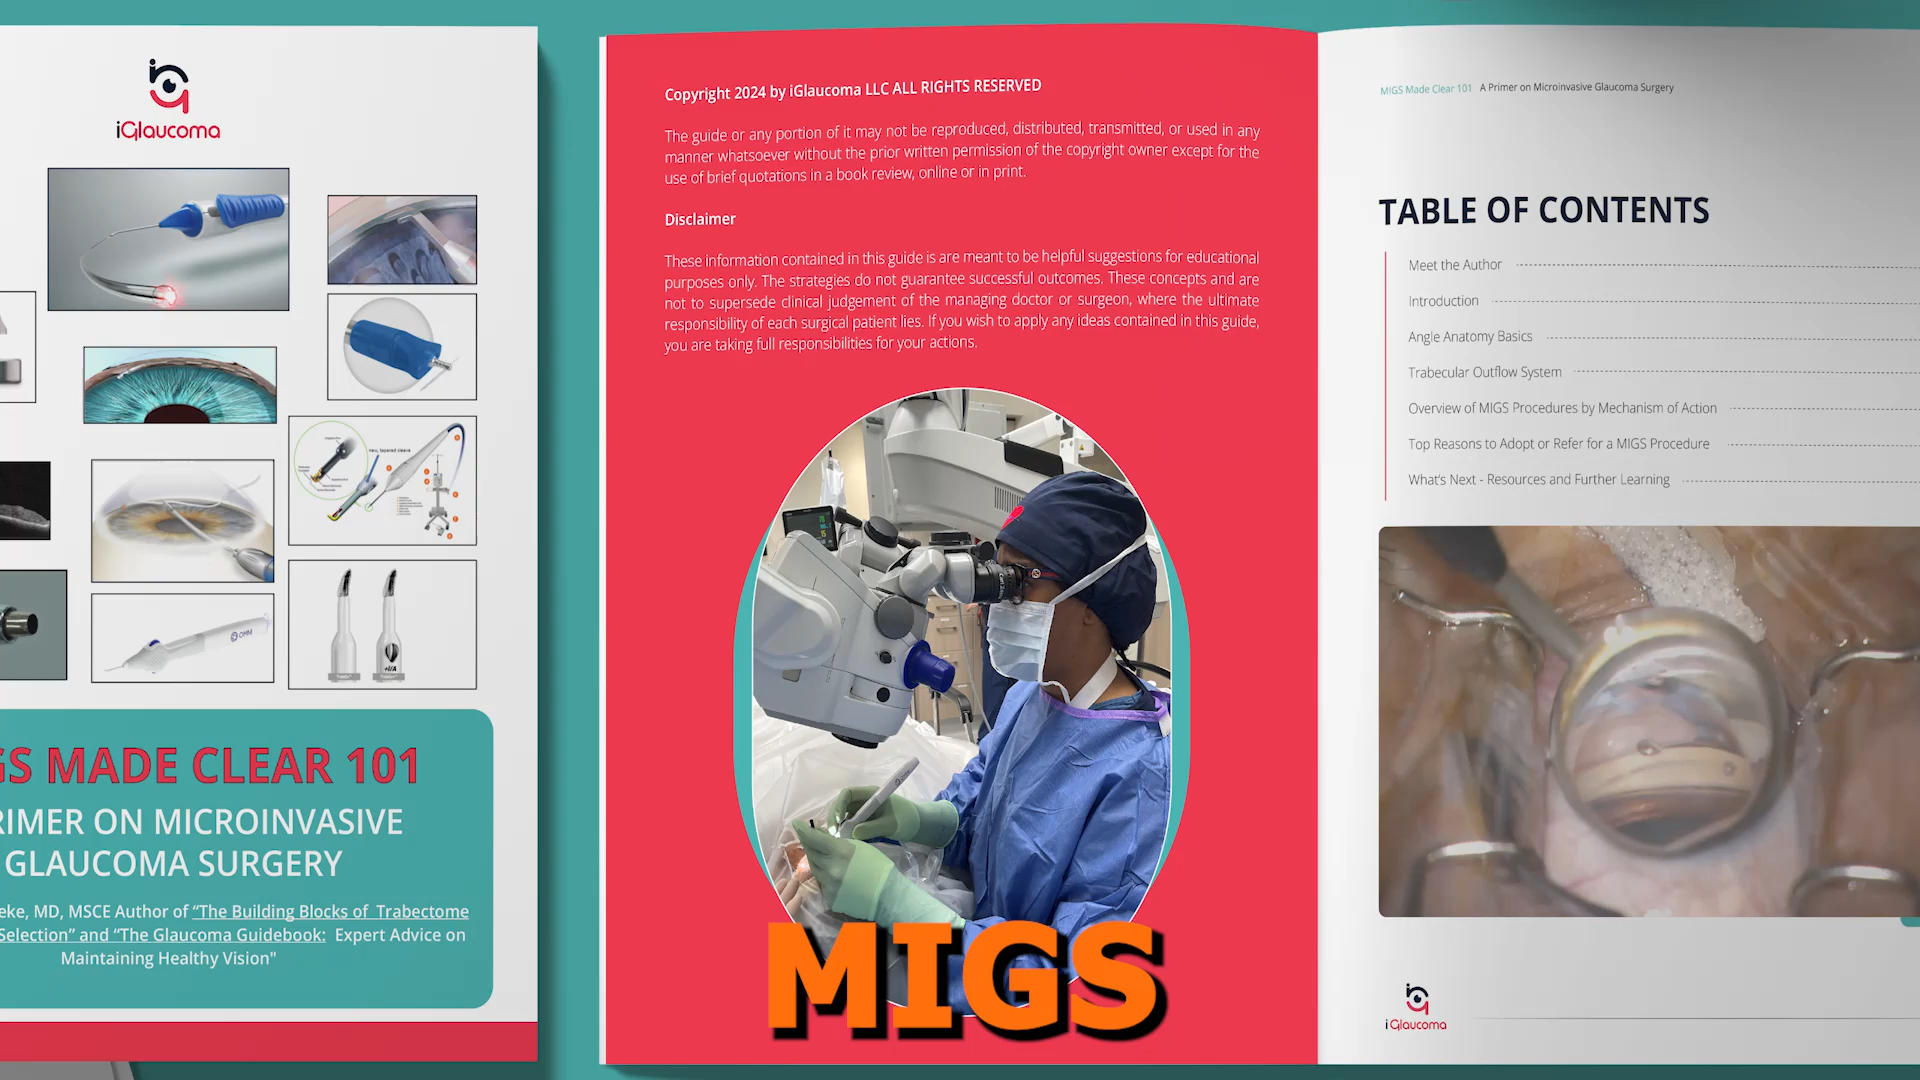 iGlaucoma
new, tapered sleeve
OMNI
+I/A
GS MADE CLEAR 101
RIMER ON MICROINVASIVE
GLAUCOMA SURGERY
eke, MD, MSCE Author of “The Building Blocks of Trabectome
Selection” and “The Glaucoma Guidebook: Expert Advice on
Maintaining Healthy Vision"
Copyright 2024 by iGlaucoma LLC ALL RIGHTS RESERVED
The guide or any portion of it may not be reproduced, distributed, transmitted, or used in any
manner whatsoever without the prior written permission of the copyright owner except for the
use of brief quotations in a book review, online or in print.
Disclaimer
These information contained in this guide is are meant to be helpful suggestions for educational
purposes only. The strategies do not guarantee successful outcomes. These concepts and are
not to supersede clinical judgement of the managing doctor or surgeon, where the ultimate
responsibility of each surgical patient lies. If you wish to apply any ideas contained in this guide,
you are taking full responsibilities for your actions.
MIGS
MIGS Made Clear 101 A Primer on Microinvasive Glaucoma Surgery
TABLE OF CONTENTS
Meet the Author
Introduction
Angle Anatomy Basics
Trabecular Outflow System
Overview of MIGS Procedures by Mechanism of Action
Top Reasons to Adopt or Refer for a MIGS Procedure
What's Next - Resources and Further Learning
iGlaucoma